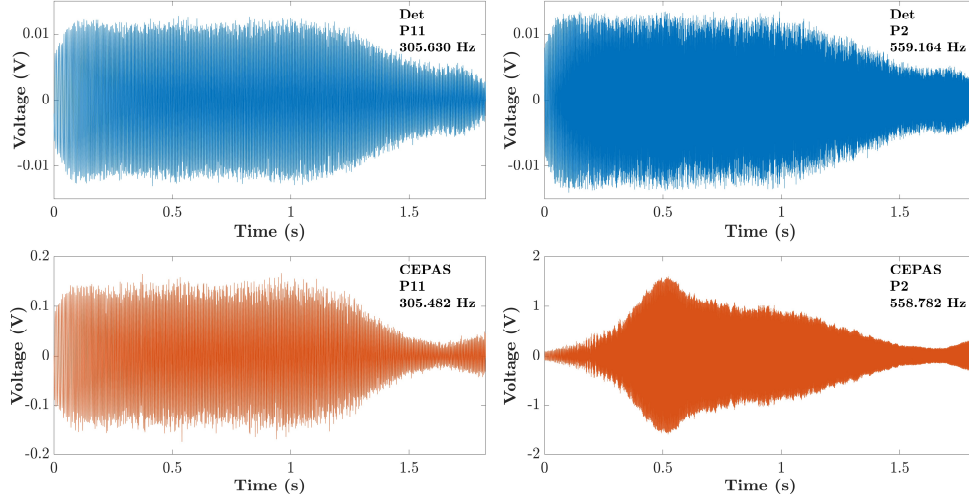 Det
P11
305.630 Hz
0.01
0
-0.01
Voltage (V)
0
0.5
1
1.5
Time (s)
Det
P2
559.164 Hz
0.01
0
-0.01
Voltage (V)
0
0.5
1
1.5
Time (s)
CEPAS
P11
305.482 Hz
0.2
0.1
0
-0.1
-0.2
Voltage (V)
0
0.5
1
1.5
Time (s)
CEPAS
P2
558.782 Hz
2
1
0
-1
-2
Voltage (V)
0
0.5
1
1.5
Time (s)